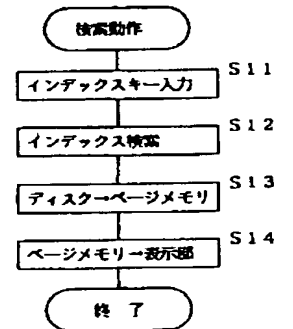 検索動作
S11
インデックスキー入力
S12
インデックス検索
S13
ディスク→ページメモリ
S14
ページメモリ→表示部
終了